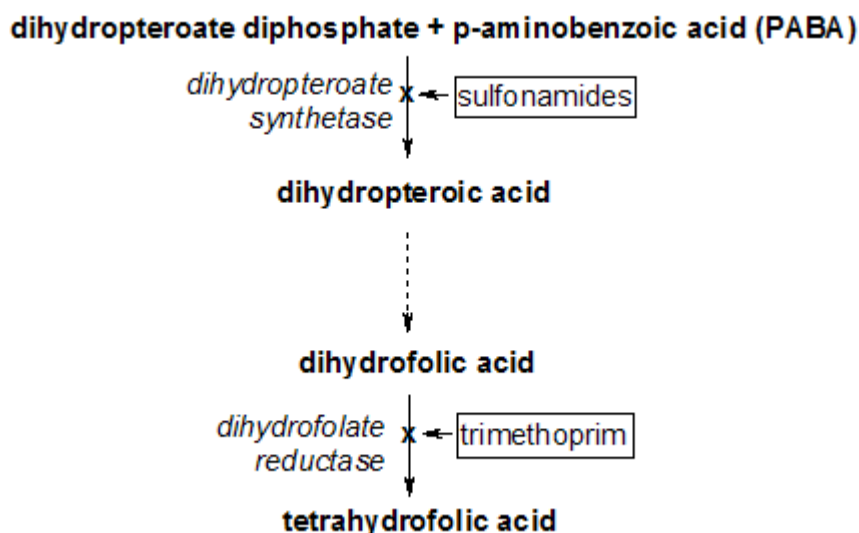 dihydropteroate diphosphate + p-aminobenzoic acid (PABA)
dihydropteroate
synthetase
x
sulfonamides
dihydropteroic acid
dihydrofolic acid
dihydrofolate
reductase
x
trimethoprim
tetrahydrofolic acid